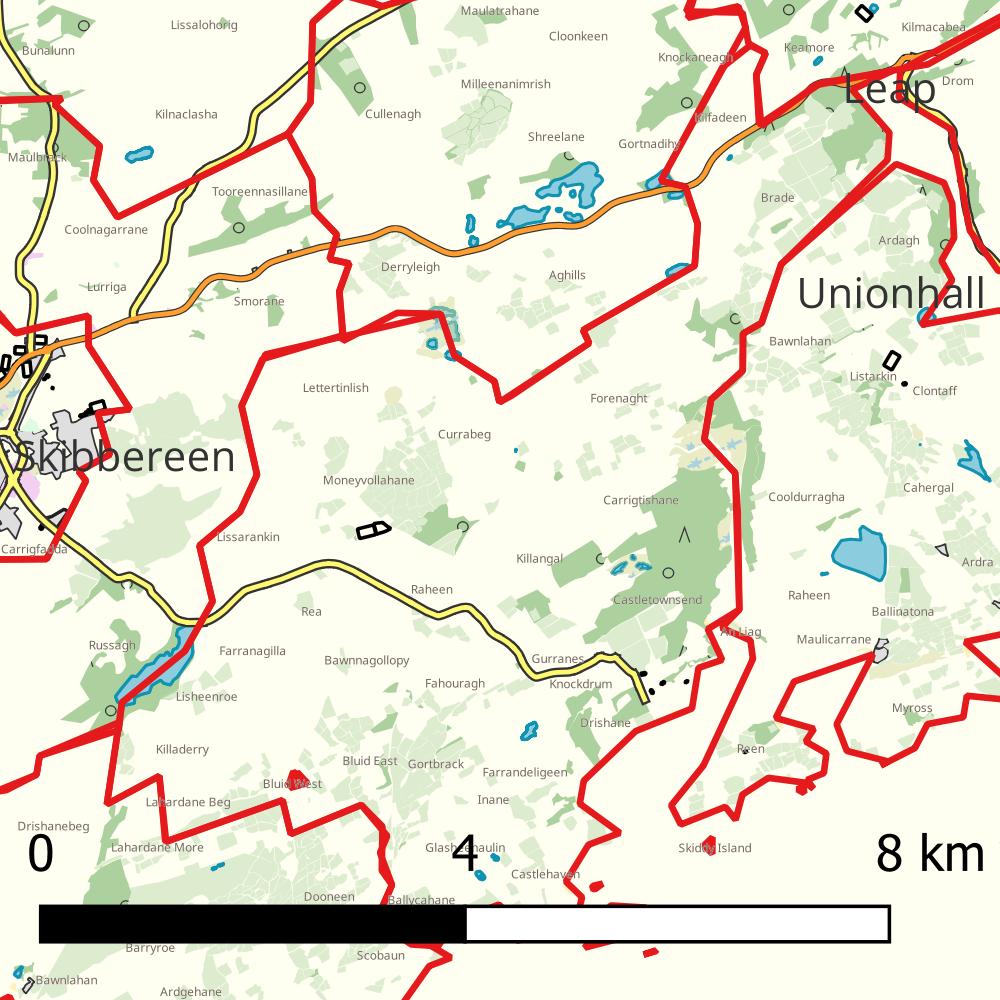 Maulatrahane
Lissalohorig
Kilmacabea
Cloonkeen
Keamore
Bunalunn
Knockaneagh
Drom
Milleenanimrish
Leap
Kilnaclasha
Cullenagh
Kilfadeen
Shreelane
Gortnadihy
Maulbrack
Tooreennasillane
Brade
Coolnagarrane
Ardagh
Derryleigh
Aghills
Lurriga
Unionhall
Smorane
Bawnlahan
Listarkin
Lettertinlish
Clontaff
Forenaght
Currabeg
Skibbereen
Moneyvollahane
Cahergal
Carrigtishane
Cooldurragha
Lissarankin
Carrigfadda
Killangal
Ardra
Raheen
Raheen
Castletownsend
Rea
Ballinatona
An Liag
Maulicarrane
Russagh
Farranagilla
Bawnnagollopy
Gurranes
Fahouragh
Knockdrum
Lisheenroe
Myross
Drishane
Killaderry
Reen
Bluid East
Gortbrack
Farrandeligeen
Bluid West
Lahardane Beg
Inane
Drishanebeg
Lahardane More
Glasheenaulin
Skiddy Island
0 4 8 km
Castlehaven
Dooneen
Ballycahane
Barryroe
Scobaun
Bawnlahan
Ardgehane